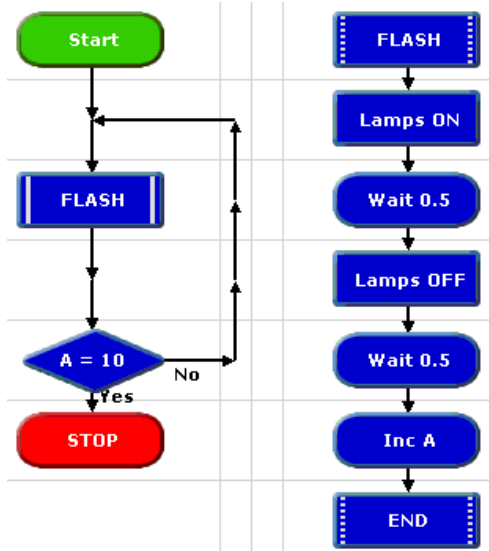 Start
FLASH
A = 10
No
Yes
STOP
FLASH
Lamps ON
Wait 0.5
Lamps OFF
Wait 0.5
Inc A
END